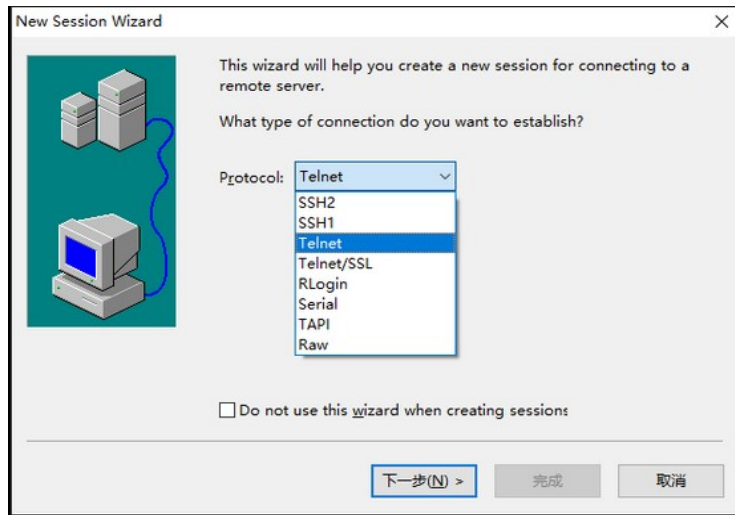 New Session Wizard
This wizard will help you create a new session for connecting to a
remote server.
What type of connection do you want to establish?
Protocol: Telnet
SSH2
SSH1
Telnet
Telnet/SSL
RLogin
Serial
TAPI
Raw
Do not use this wizard when creating sessions
下一步(N) > 完成 取消